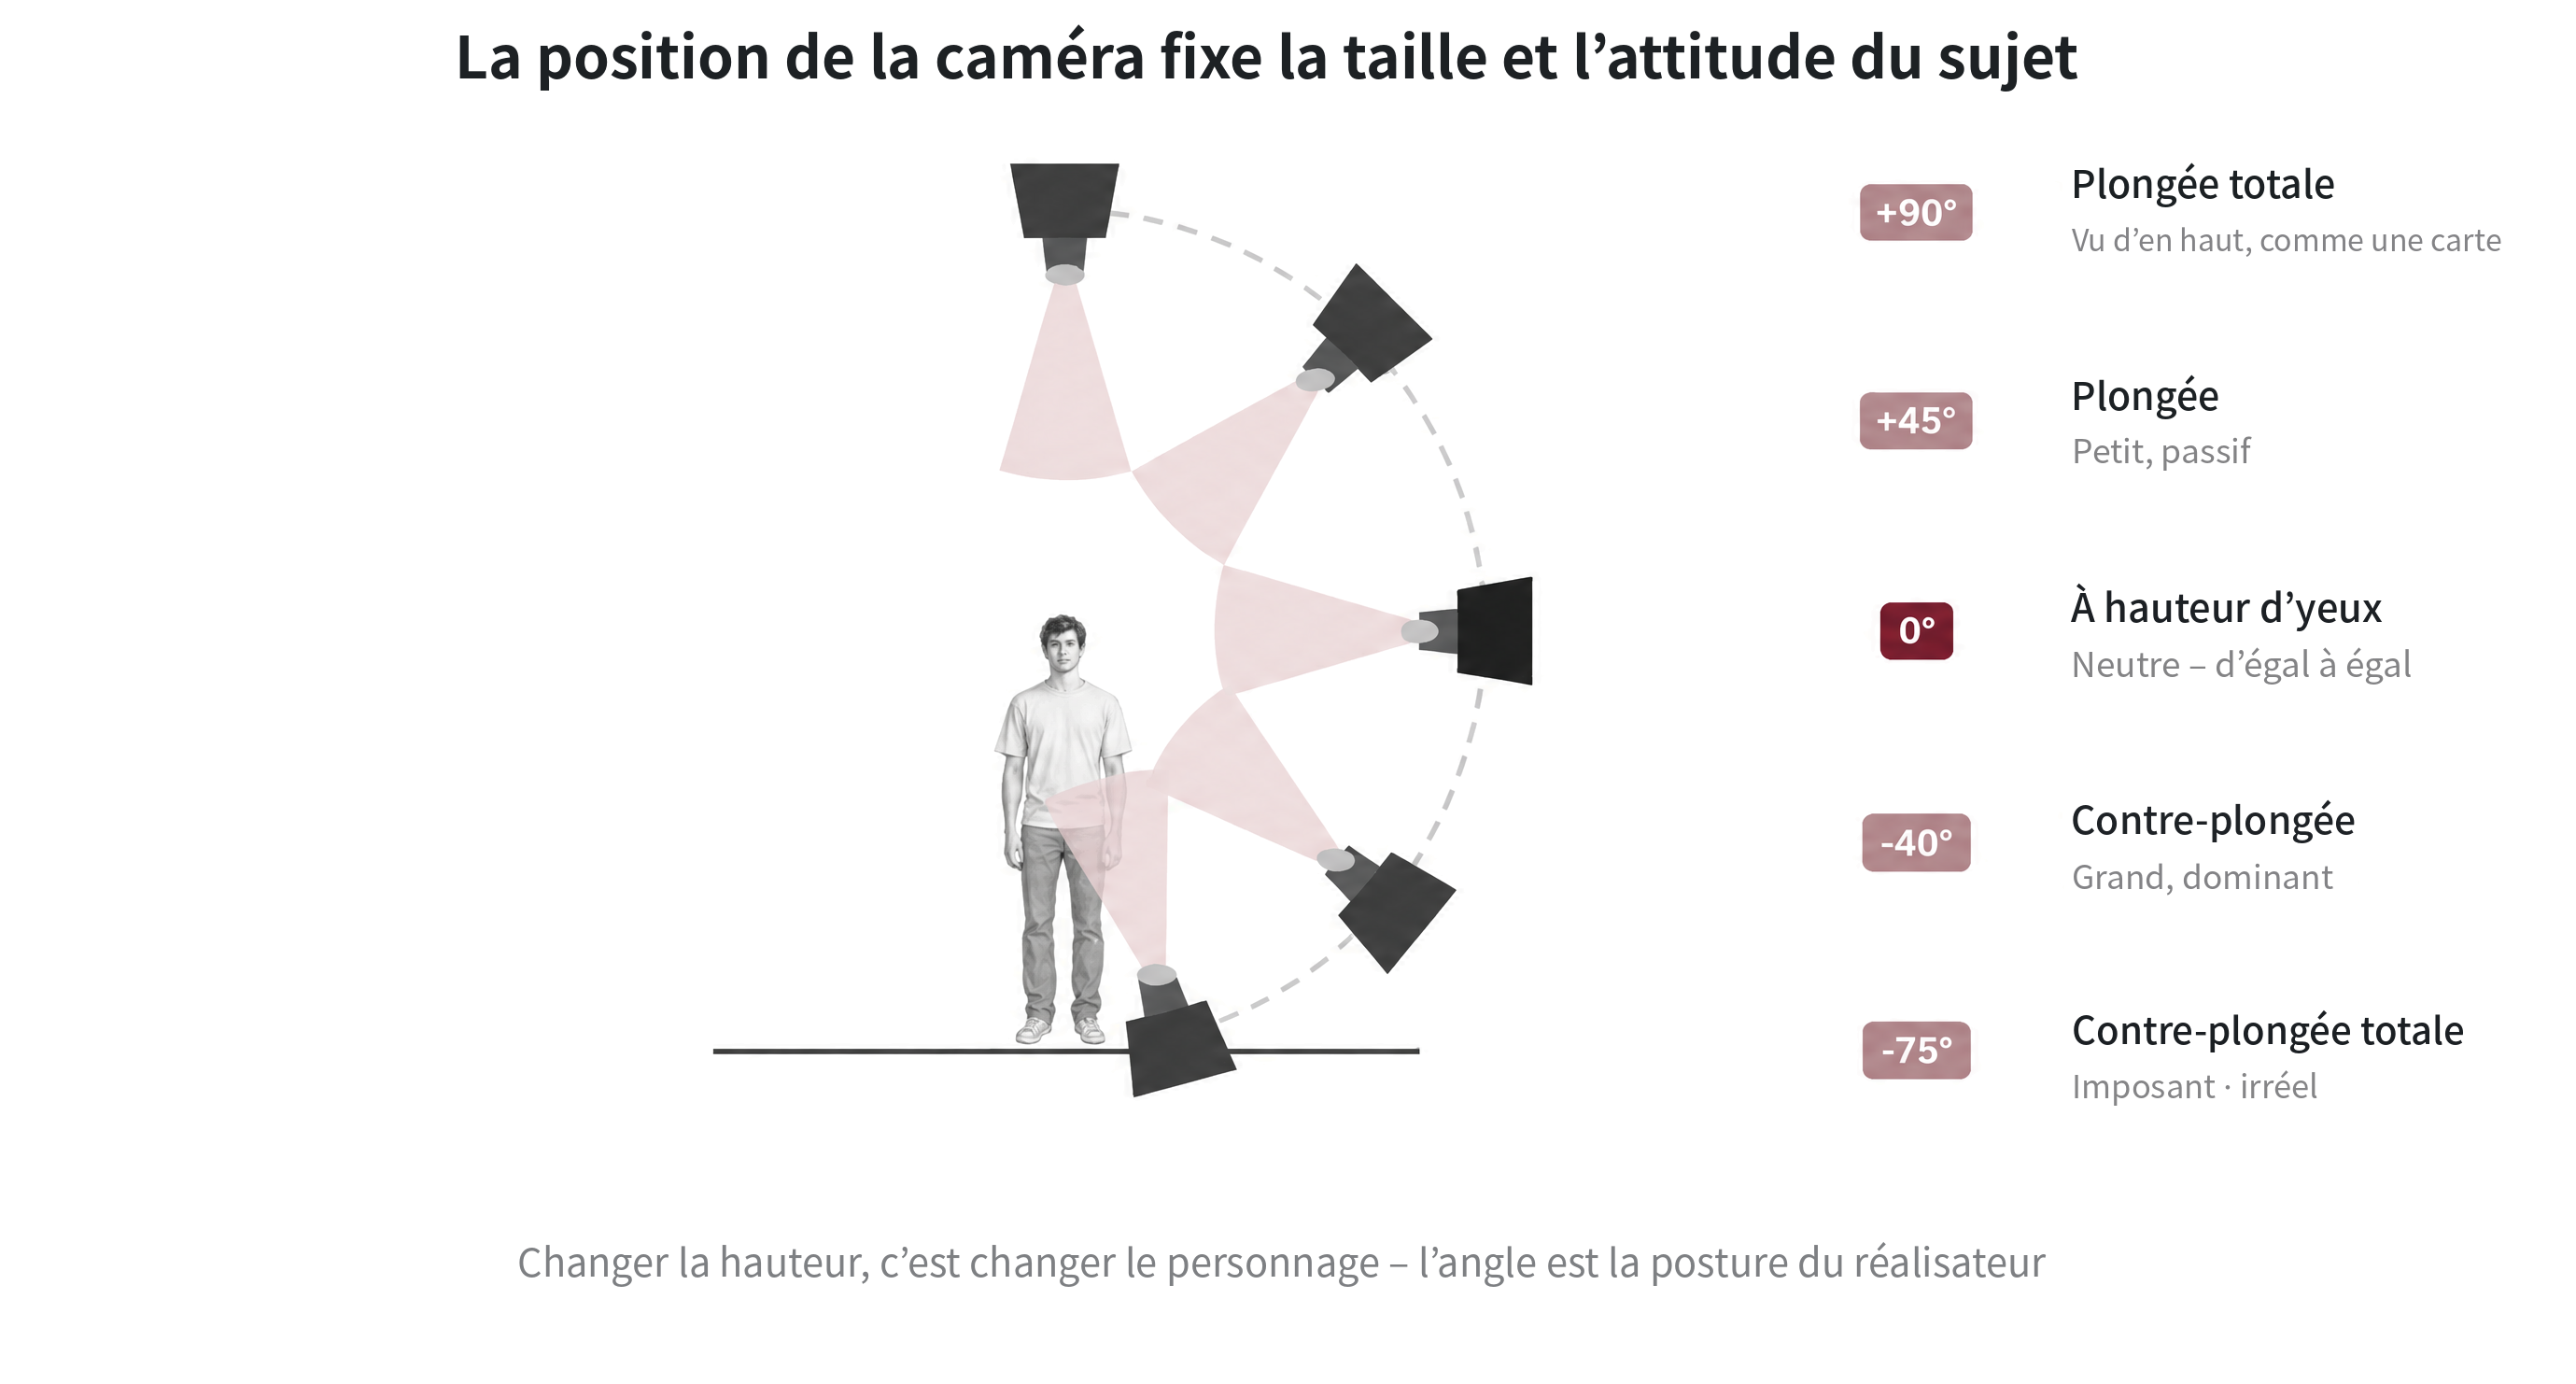 La position de la caméra fixe la taille et l’attitude du sujet
+90°
Plongée totale
Vu d’en haut, comme une carte
+45°
Plongée
Petit, passif
0°
À hauteur d’yeux
Neutre – d’égal à égal
-40°
Contre-plongée
Grand, dominant
-75°
Contre-plongée totale
Imposant · irréel
Changer la hauteur, c’est changer le personnage – l’angle est la posture du réalisateur